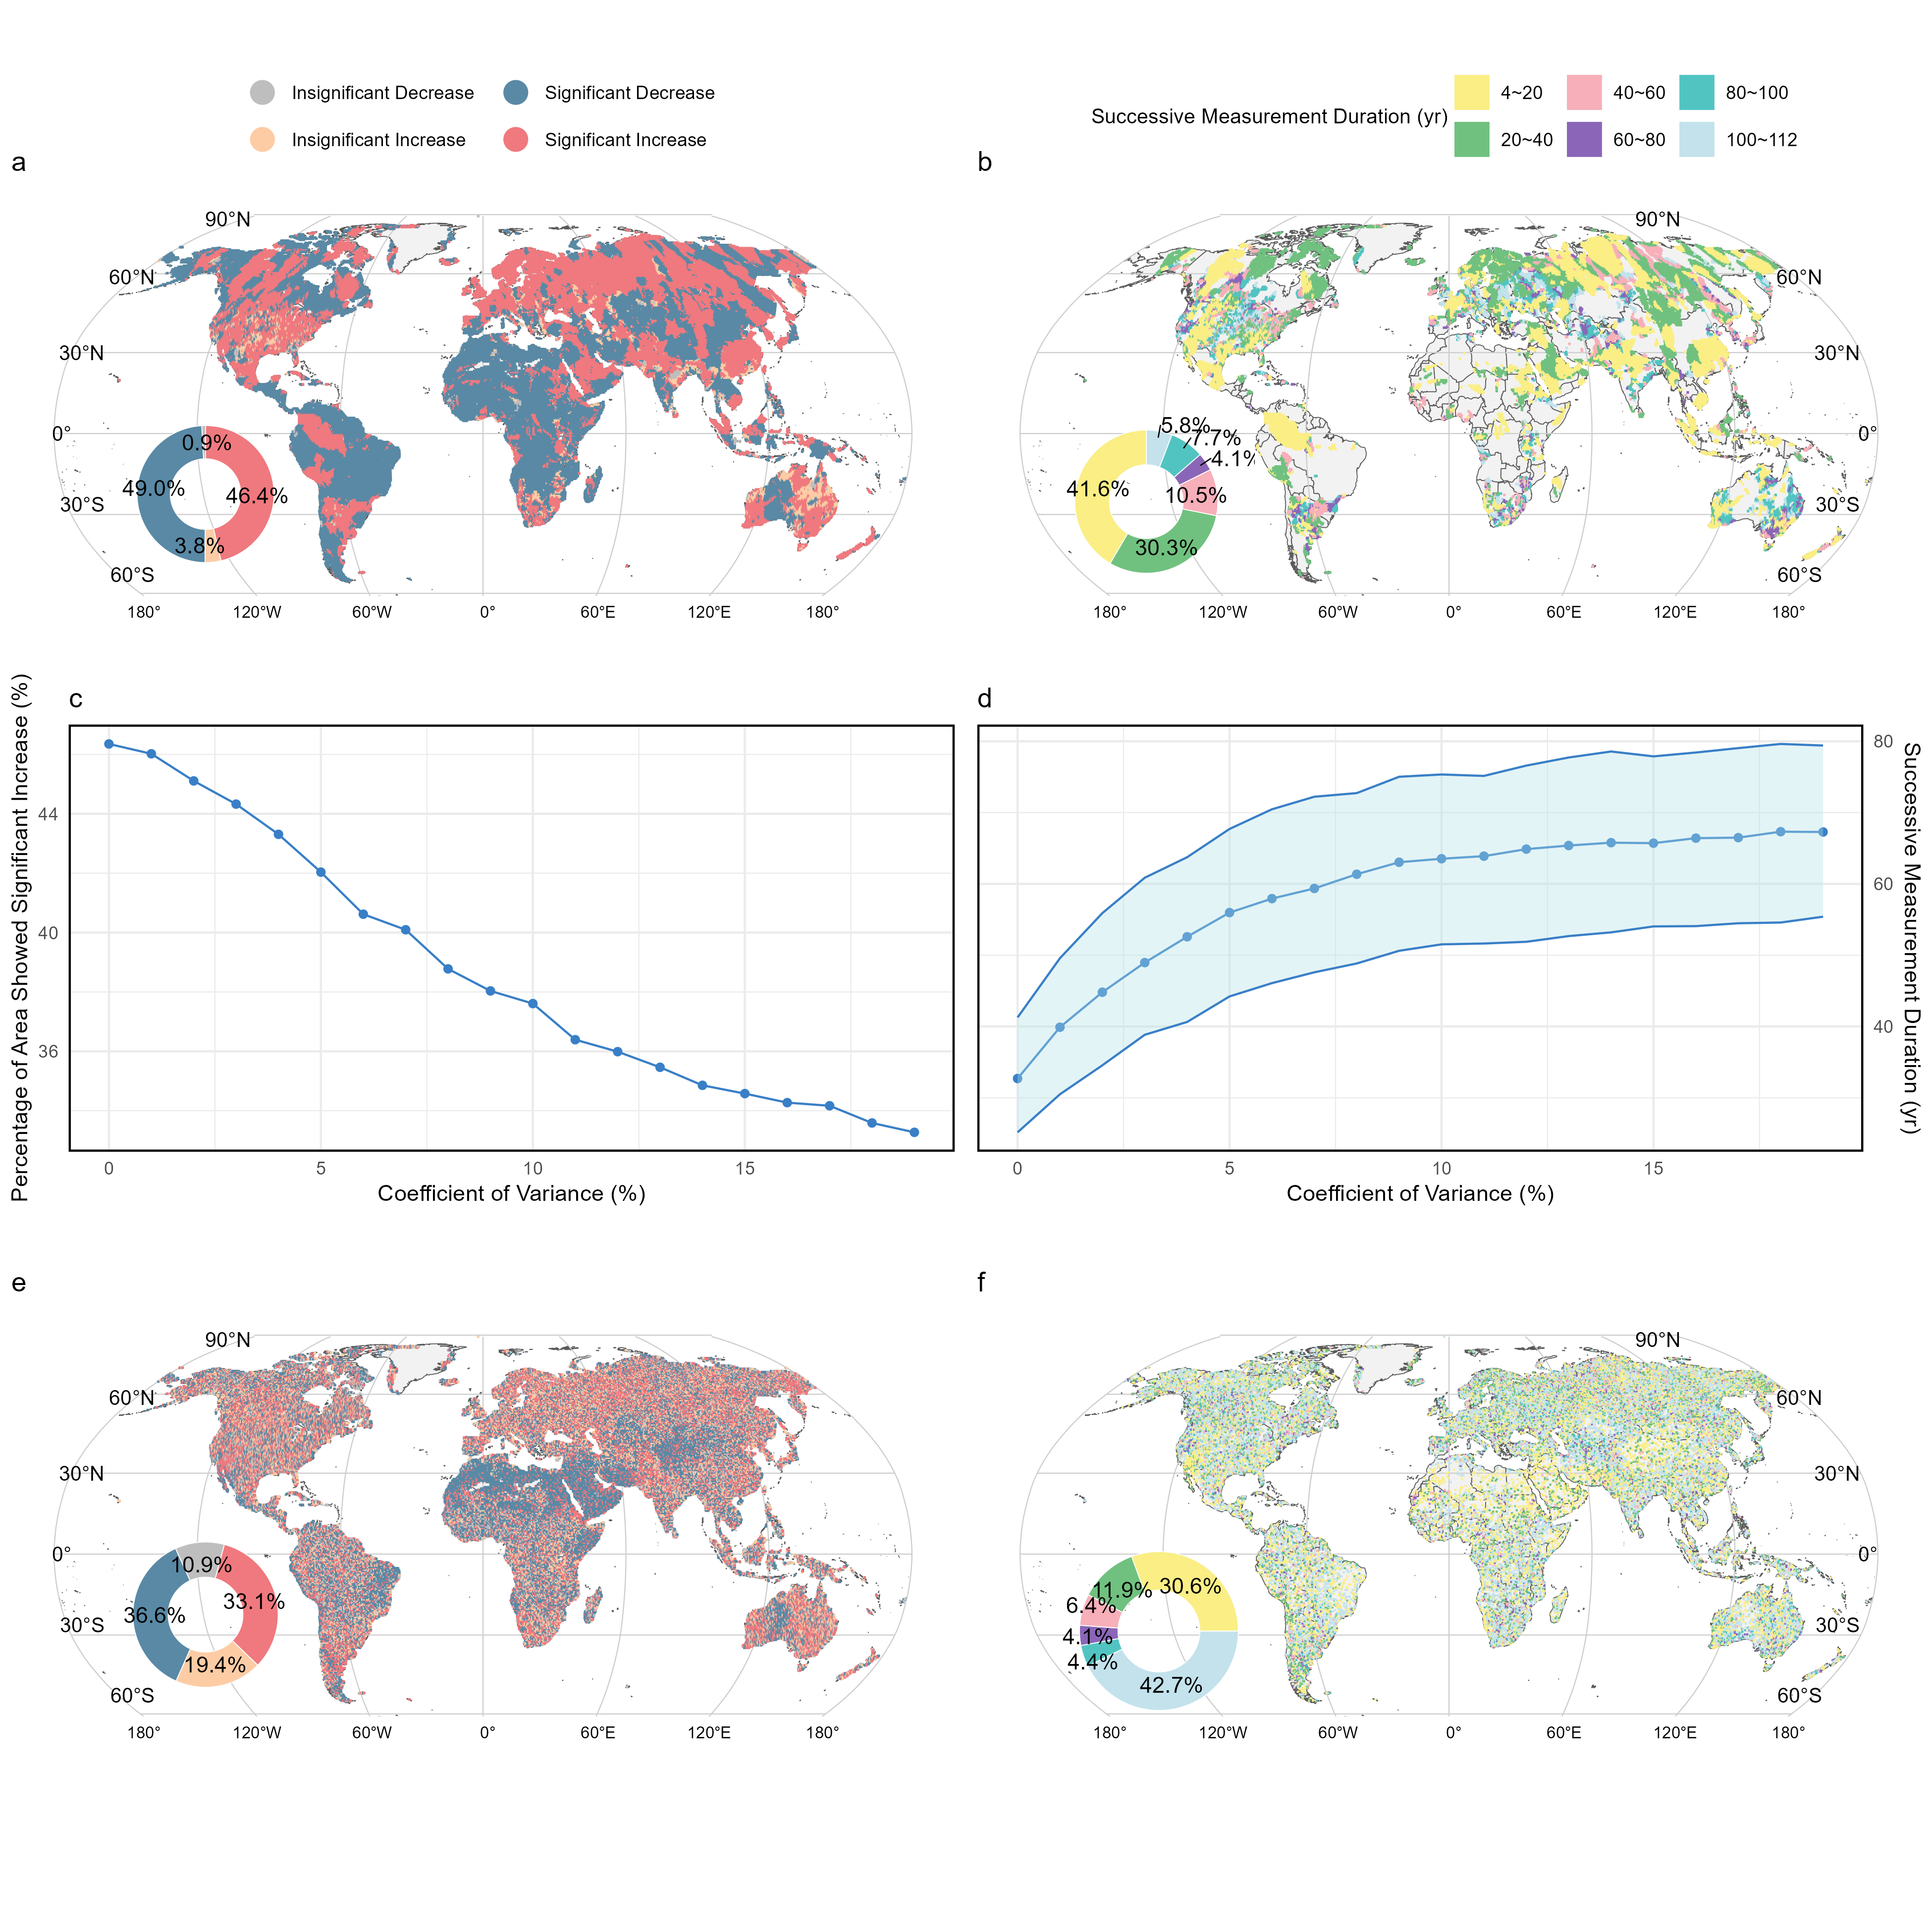 Insignificant Decrease
Significant Decrease
Insignificant Increase
Significant Increase
Successive Measurement Duration (yr)
4~20
40~60
80~100
20~40
60~80
100~112
a
90°N
60°N
30°N
0°
30°S
60°S
0.9%
49.0%
46.4%
3.8%
180°
120°W
60°W
0°
60°E
120°E
180°
b
90°N
60°N
30°N
0°
30°S
60°S
5.8%
7.7%
4.1%
41.6%
10.5%
30.3%
180°
120°W
60°W
0°
60°E
120°E
180°
c
Percentage of Area Showed Significant Increase (%)
44
40
36
0
5
10
15
Coefficient of Variance (%)
d
80
60
40
Successive Measurement Duration (yr)
0
5
10
15
Coefficient of Variance (%)
e
90°N
60°N
30°N
0°
30°S
60°S
10.9%
33.1%
36.6%
19.4%
180°
120°W
60°W
0°
60°E
120°E
180°
f
90°N
60°N
30°N
0°
30°S
60°S
11.9%
30.6%
6.4%
4.1%
4.4%
42.7%
180°
120°W
60°W
0°
60°E
120°E
180°